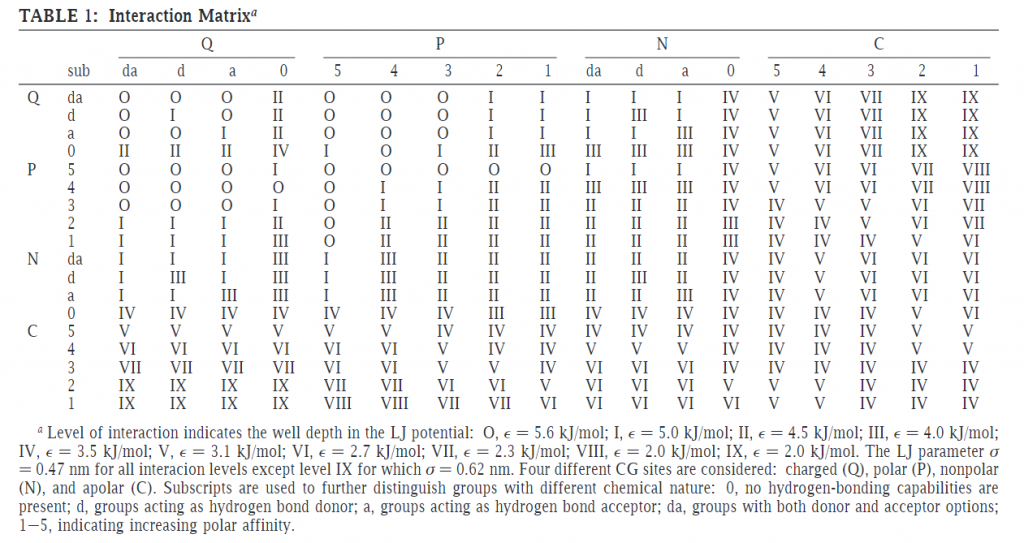 TABLE 1: Interaction Matrixa
Q P N C
sub da d a 0 5 4 3 2 1 da d a 0 5 4 3 2 1
Q da O O O II O O O I I I I I IV V VI VII IX IX
d O I O II O O O I I I III I IV V VI VII IX IX
a O O I II O O O I I I I III IV V VI VII IX IX
0 II II II IV I O I II III III III III IV V VI VII IX IX
P 5 O O O I O O O O O I I I IV V VI VI VII VIII
4 O O O O O I I II II III III III IV V VI VI VII VIII
3 O O O I O I I II II II II II IV IV V V VI VII
2 I I I II O II II II II II II II III IV IV V VI VII
1 I I I III O II II II II II II II III IV IV IV V VI
N da I I I III I III II II II II II II IV IV V VI VI VI
d I III I III I III II II II II III II IV IV V VI VI VI
a I I III III I III II II II II II III IV IV V VI VI VI
0 IV IV IV IV IV IV IV III III IV IV IV IV IV IV IV V VI
C 5 V V V V V V IV IV IV IV IV IV IV IV IV IV V V
4 VI VI VI VI VI VI V IV IV V V V IV IV IV IV V V
3 VII VII VII VII VI VI V V IV VI VI VI IV IV IV IV IV IV
2 IX IX IX IX VII VII VI VI V VI VI VI V V V IV IV IV
1 IX IX IX IX VIII VIII VII VII VI VI VI VI VI V V IV IV IV
a Level of interaction indicates the well depth in the LJ potential: O, ϵ = 5.6 kJ/mol; I, ϵ = 5.0 kJ/mol; II, ϵ = 4.5 kJ/mol; III, ϵ = 4.0 kJ/mol;
IV, ϵ = 3.5 kJ/mol; V, ϵ = 3.1 kJ/mol; VI, ϵ = 2.7 kJ/mol; VII, ϵ = 2.3 kJ/mol; VIII, ϵ = 2.0 kJ/mol; IX, ϵ = 2.0 kJ/mol. The LJ parameter σ
= 0.47 nm for all interacion levels except level IX for which σ = 0.62 nm. Four different CG sites are considered: charged (Q), polar (P), nonpolar
(N), and apolar (C). Subscripts are used to further distinguish groups with different chemical nature: 0, no hydrogen-bonding capabilities are
present; d, groups acting as hydrogen bond donor; a, groups acting as hydrogen bond acceptor; da, groups with both donor and acceptor options;
1−5, indicating increasing polar affinity.